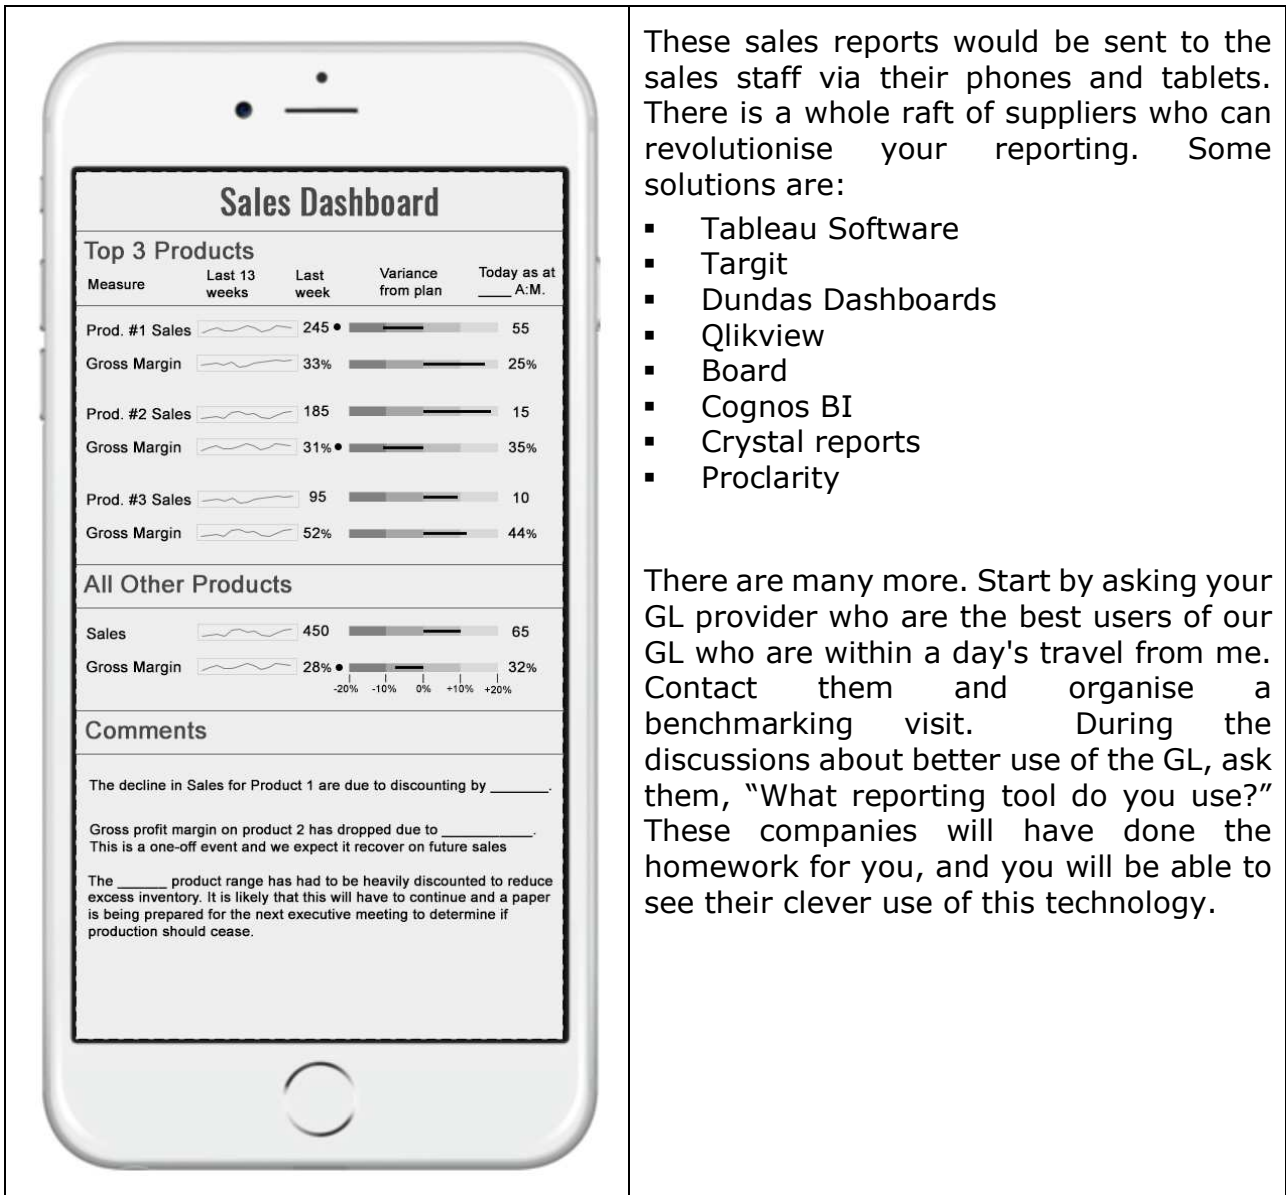 Sales Dashboard
Top 3 Products
Measure Last 13 weeks Last week Variance from plan Today as at ____ A:M.
Prod. #1 Sales 245 ● 55
Gross Margin 33% 25%
Prod. #2 Sales 185 15
Gross Margin 31% ● 35%
Prod. #3 Sales 95 10
Gross Margin 52% 44%
All Other Products
Sales 450 65
Gross Margin 28% ● 32%
-20% -10% 0% +10% +20%
Comments
The decline in Sales for Product 1 are due to discounting by _______.
Gross profit margin on product 2 has dropped due to ___________.
This is a one-off event and we expect it recover on future sales
The ______ product range has had to be heavily discounted to reduce
excess inventory. It is likely that this will have to continue and a paper
is being prepared for the next executive meeting to determine if
production should cease.
These sales reports would be sent to the
sales staff via their phones and tablets.
There is a whole raft of suppliers who can
revolutionise your reporting. Some
solutions are:
▪ Tableau Software
▪ Targit
▪ Dundas Dashboards
▪ Qlikview
▪ Board
▪ Cognos BI
▪ Crystal reports
▪ Proclarity
There are many more. Start by asking your
GL provider who are the best users of our
GL who are within a day's travel from me.
Contact them and organise a
benchmarking visit. During the
discussions about better use of the GL, ask
them, “What reporting tool do you use?”
These companies will have done the
homework for you, and you will be able to
see their clever use of this technology.